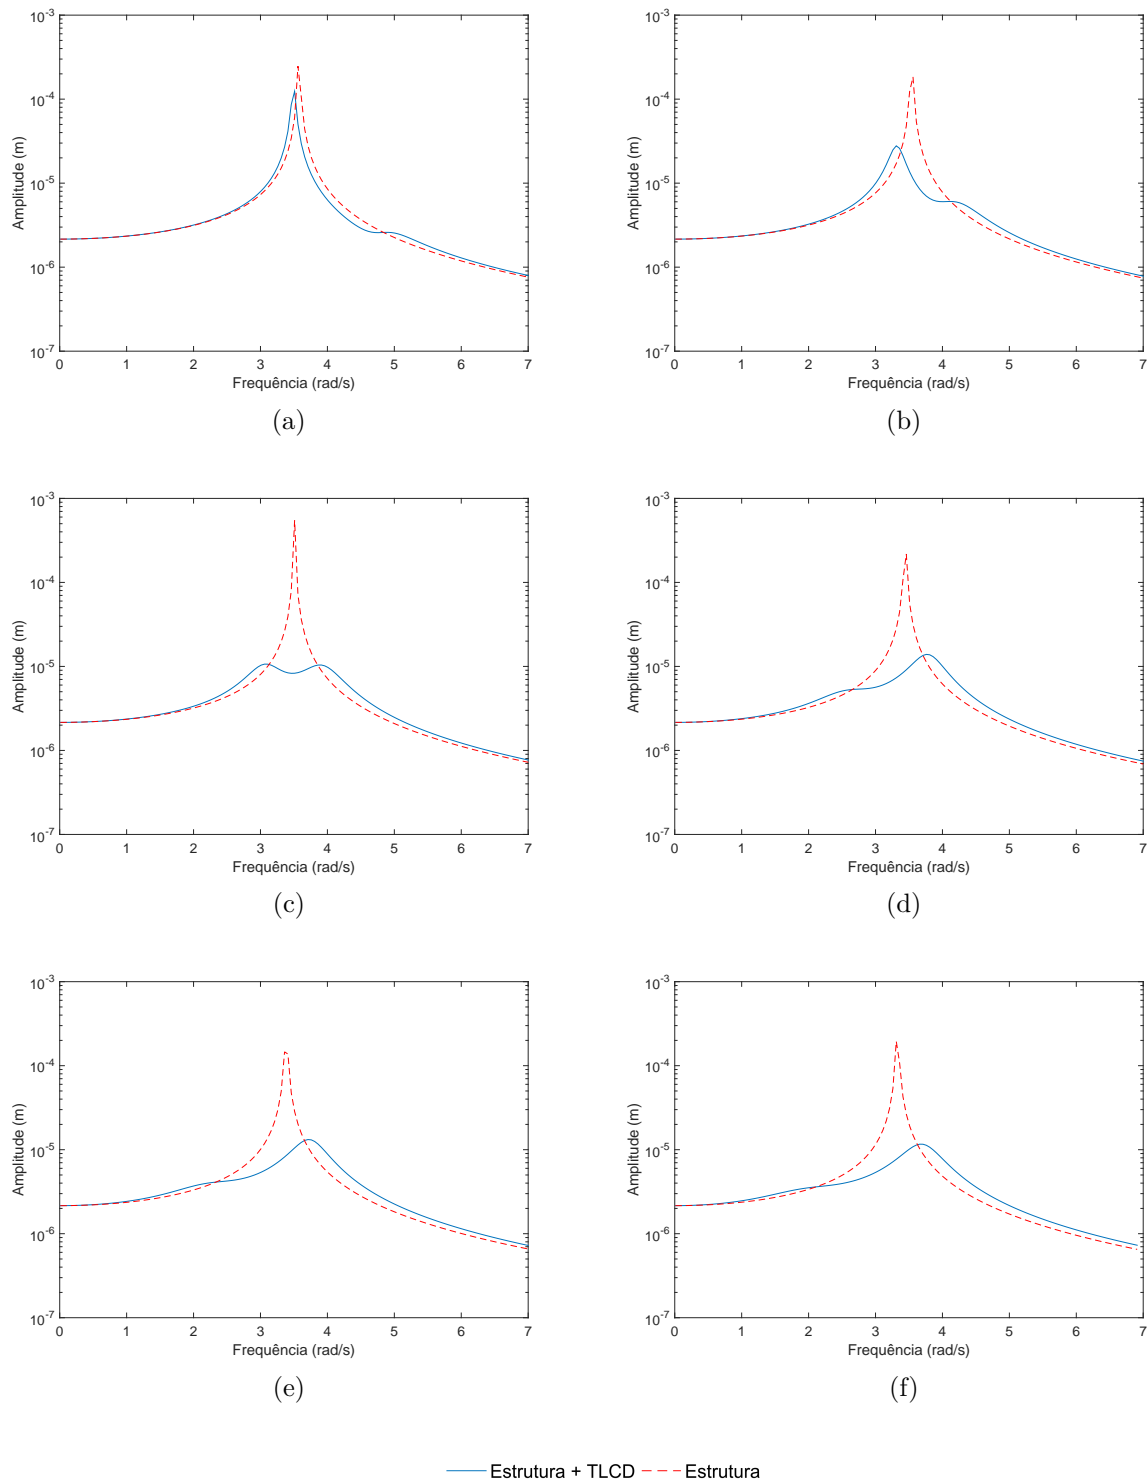 10-3
10-4
10-5
10-6
10-7
Amplitude (m)
0 1 2 3 4 5 6 7
Frequência (rad/s)
(a)
10-3
10-4
10-5
10-6
10-7
Amplitude (m)
0 1 2 3 4 5 6 7
Frequência (rad/s)
(b)
10-3
10-4
10-5
10-6
10-7
Amplitude (m)
0 1 2 3 4 5 6 7
Frequência (rad/s)
(c)
10-3
10-4
10-5
10-6
10-7
Amplitude (m)
0 1 2 3 4 5 6 7
Frequência (rad/s)
(d)
10-3
10-4
10-5
10-6
10-7
Amplitude (m)
0 1 2 3 4 5 6 7
Frequência (rad/s)
(e)
10-3
10-4
10-5
10-6
10-7
Amplitude (m)
0 1 2 3 4 5 6 7
Frequência (rad/s)
(f)
Estrutura + TLCD Estrutura